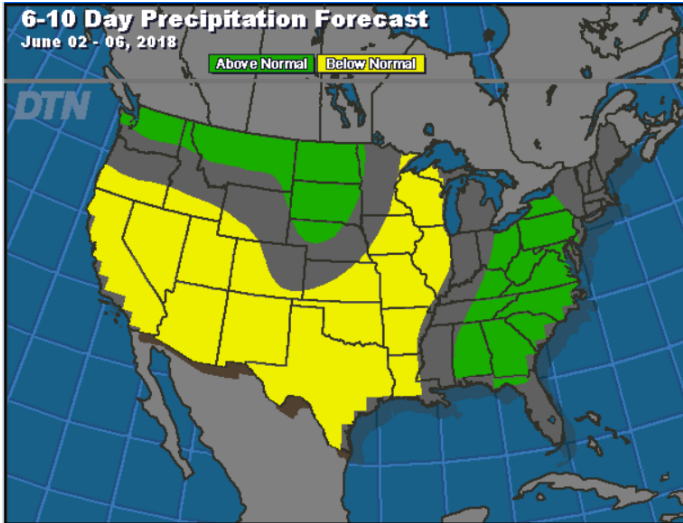 6-10 Day Precipitation Forecast
June 02 - 06, 2018
Above Normal Below Normal
DTN